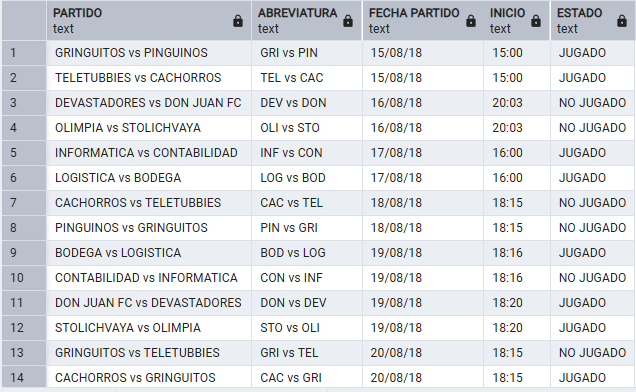 PARTIDO ABREVIATURA FECHA PARTIDO INICIO ESTADO
text text text text text
1 GRINGUITOS vs PINGUINOS GRI vs PIN 15/08/18 15:00 JUGADO
2 TELETUBBIES vs CACHORROS TEL vs CAC 15/08/18 15:00 JUGADO
3 DEVASTADORES vs DON JUAN FC DEV vs DON 16/08/18 20:03 NO JUGADO
4 OLIMPIA vs STOLICHVAYA OLI vs STO 16/08/18 20:03 NO JUGADO
5 INFORMATICA vs CONTABILIDAD INF vs CON 17/08/18 16:00 JUGADO
6 LOGISTICA vs BODEGA LOG vs BOD 17/08/18 16:00 JUGADO
7 CACHORROS vs TELETUBBIES CAC vs TEL 18/08/18 18:15 NO JUGADO
8 PINGUINOS vs GRINGUITOS PIN vs GRI 18/08/18 18:15 NO JUGADO
9 BODEGA vs LOGISTICA BOD vs LOG 19/08/18 18:16 JUGADO
10 CONTABILIDAD vs INFORMATICA CON vs INF 19/08/18 18:16 NO JUGADO
11 DON JUAN FC vs DEVASTADORES DON vs DEV 19/08/18 18:20 JUGADO
12 STOLICHVAYA vs OLIMPIA STO vs OLI 19/08/18 18:20 JUGADO
13 GRINGUITOS vs TELETUBBIES GRI vs TEL 20/08/18 18:15 NO JUGADO
14 CACHORROS vs GRINGUITOS CAC vs GRI 20/08/18 18:15 JUGADO